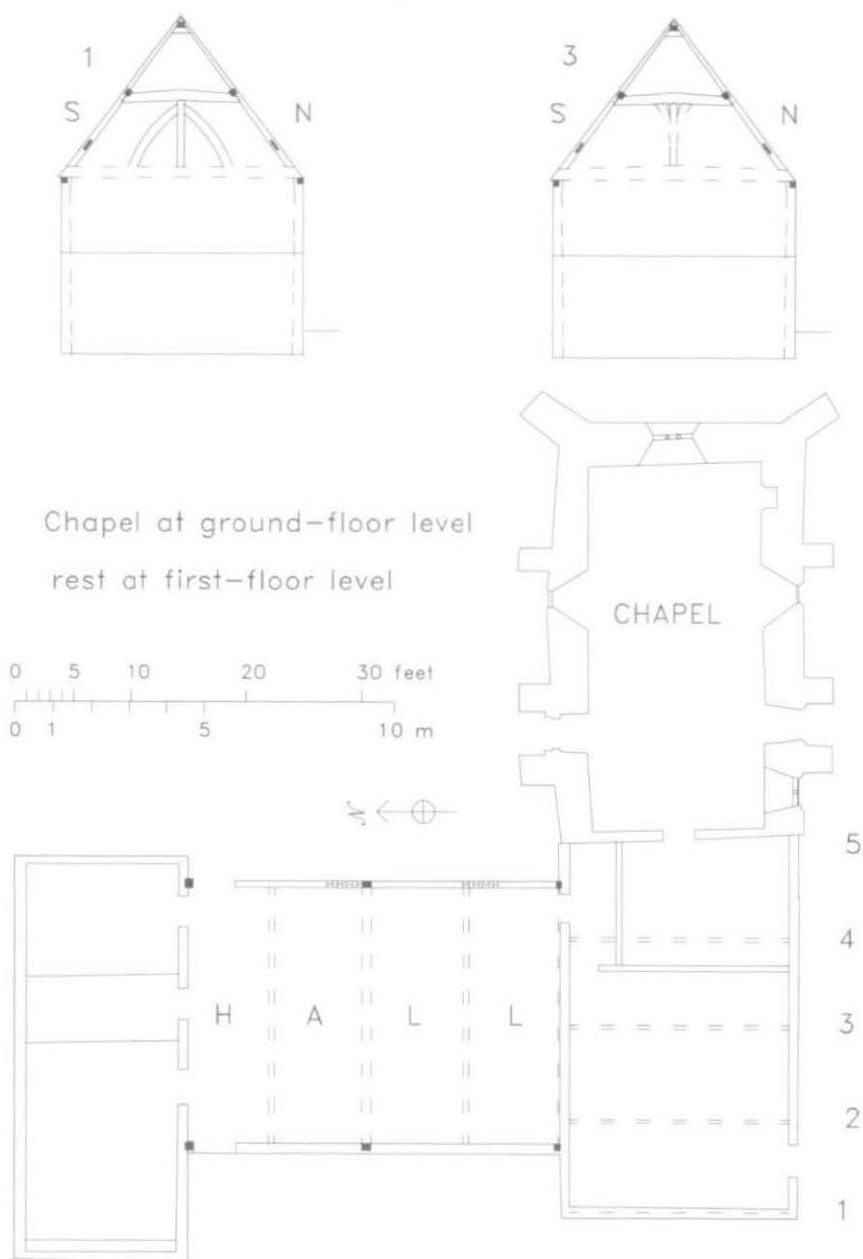 1
S N
3
S N
Chapel at ground-floor level
rest at first-floor level
CHAPEL
0 5 10 20 30 feet
0 1 5 10 m
N
5
4
H A L L
3
2
1